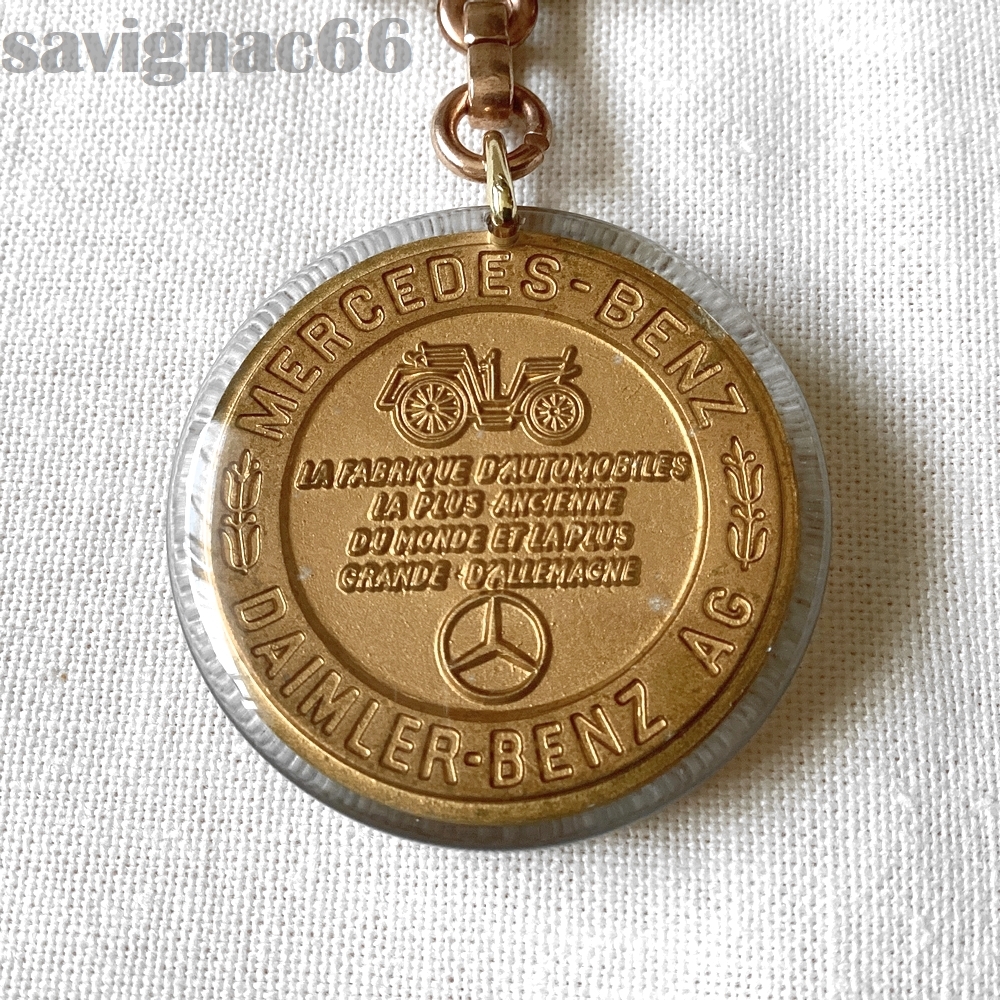 savignac66
MERCEDES-BENZ
LA FABRIQUE D'AUTOMOBILES
LA PLUS ANCIENNE
DU MONDE ET LA PLUS
GRANDE D'ALLEMAGNE
DAIMLER-BENZ AG